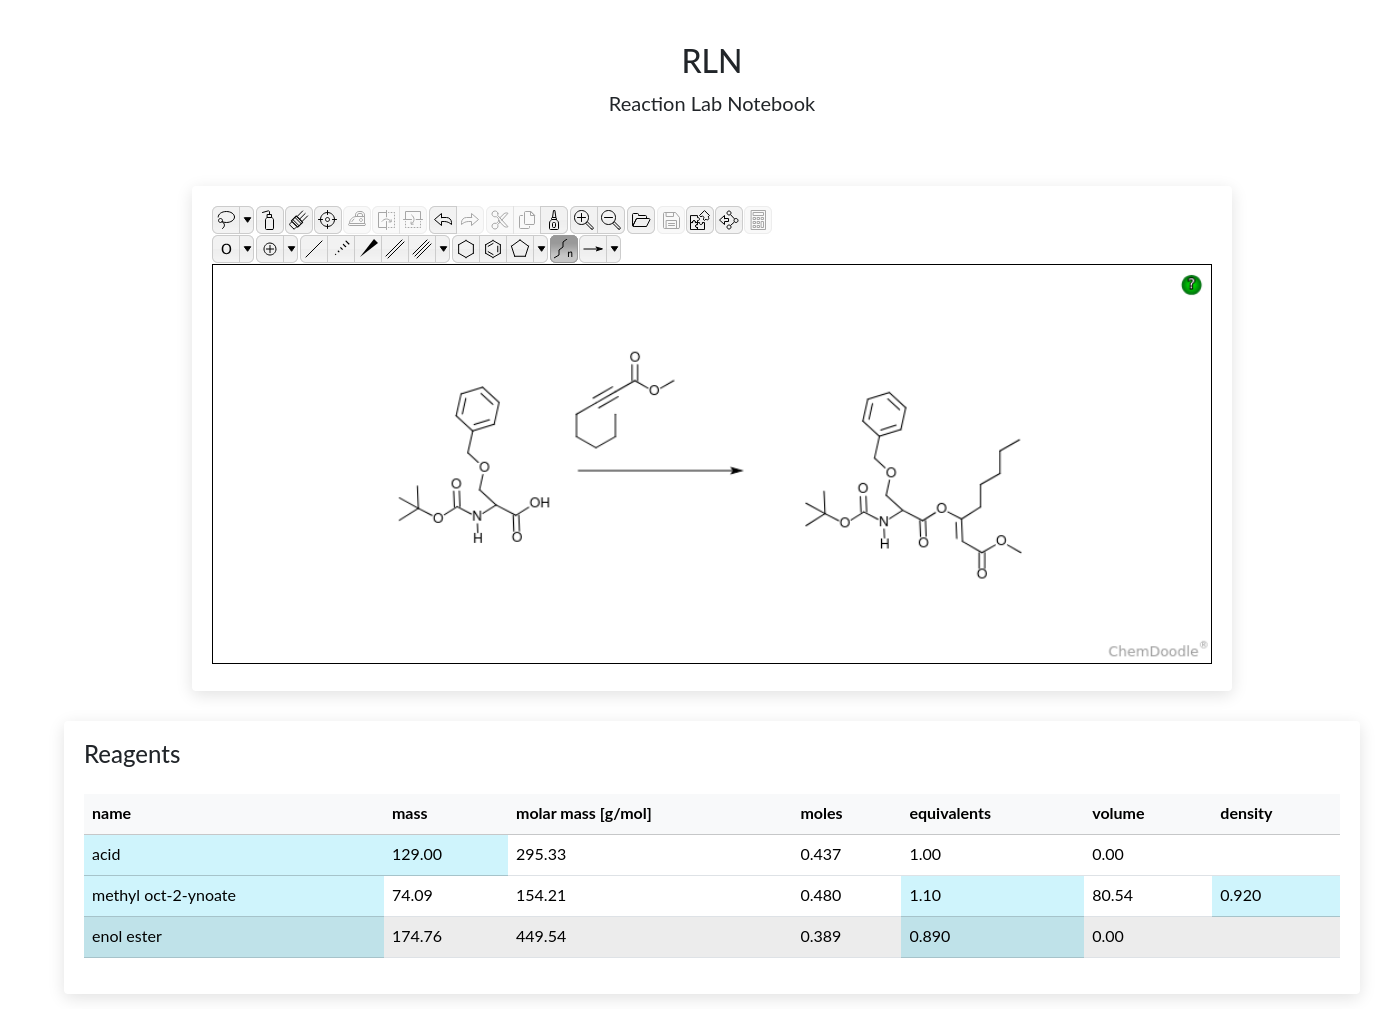 RLN
Reaction Lab Notebook
O
n
?
O
O
O
OH
O
O
N
H
O
O
O
O
O
N
H
O
O
O
ChemDoodle®
Reagents
name mass molar mass [g/mol] moles equivalents volume density
acid 129.00 295.33 0.437 1.00 0.00
methyl oct-2-ynoate 74.09 154.21 0.480 1.10 80.54 0.920
enol ester 174.76 449.54 0.389 0.890 0.00